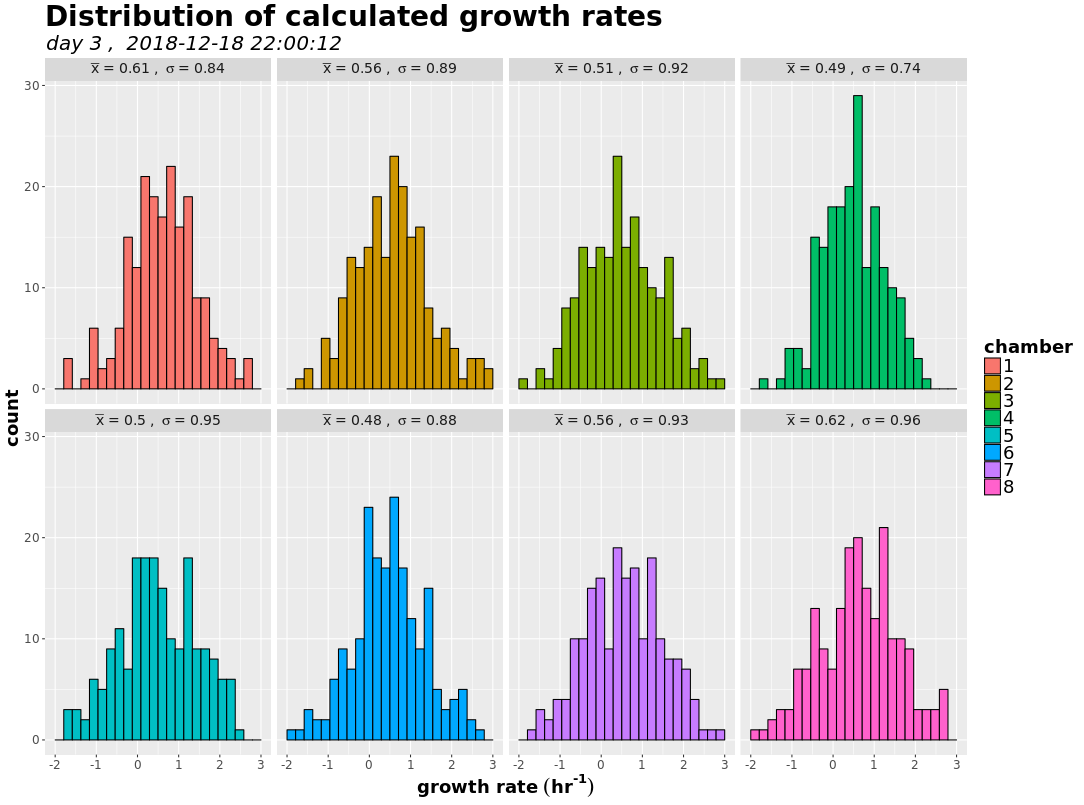 Distribution of calculated growth rates
day 3 ,  2018-12-18 22:00:12
x̅ = 0.61 ,  σ = 0.84
x̅ = 0.56 ,  σ = 0.89
x̅ = 0.51 ,  σ = 0.92
x̅ = 0.49 ,  σ = 0.74
30
20
10
0
x̅ = 0.5 ,  σ = 0.95
x̅ = 0.48 ,  σ = 0.88
x̅ = 0.56 ,  σ = 0.93
x̅ = 0.62 ,  σ = 0.96
30
20
10
0
-2 -1 0 1 2 3
-2 -1 0 1 2 3
-2 -1 0 1 2 3
-2 -1 0 1 2 3
count
growth rate (hr⁻¹)
chamber
1
2
3
4
5
6
7
8